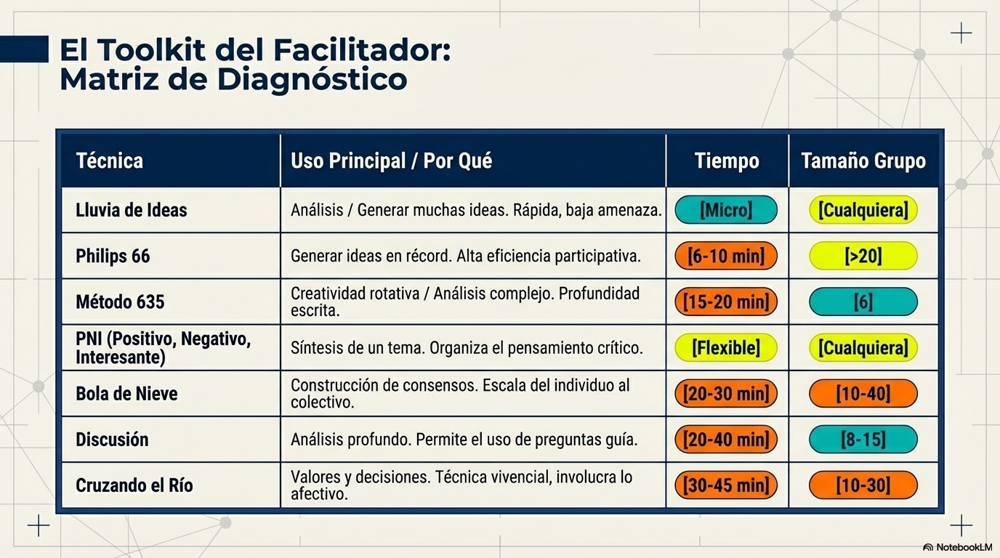 El Toolkit del Facilitador:
Matriz de Diagnóstico
Técnica
Uso Principal / Por Qué
Tiempo
Tamaño Grupo
Lluvia de Ideas
Análisis / Generar muchas ideas. Rápida, baja amenaza.
[Micro]
[Cualquiera]
Philips 66
Generar ideas en récord. Alta eficiencia participativa.
[6-10 min]
[>20]
Método 635
Creatividad rotativa / Análisis complejo. Profundidad
escrita.
[15-20 min]
[6]
PNI (Positivo, Negativo,
Interesante)
Síntesis de un tema. Organiza el pensamiento crítico.
[Flexible]
[Cualquiera]
Bola de Nieve
Construcción de consensos. Escala del individuo al
colectivo.
[20-30 min]
[10-40]
Discusión
Análisis profundo. Permite el uso de preguntas guía.
[20-40 min]
[8-15]
Cruzando el Río
Valores y decisiones. Técnica vivencial, involucra lo
afectivo.
[30-45 min]
[10-30]
NotebookLM